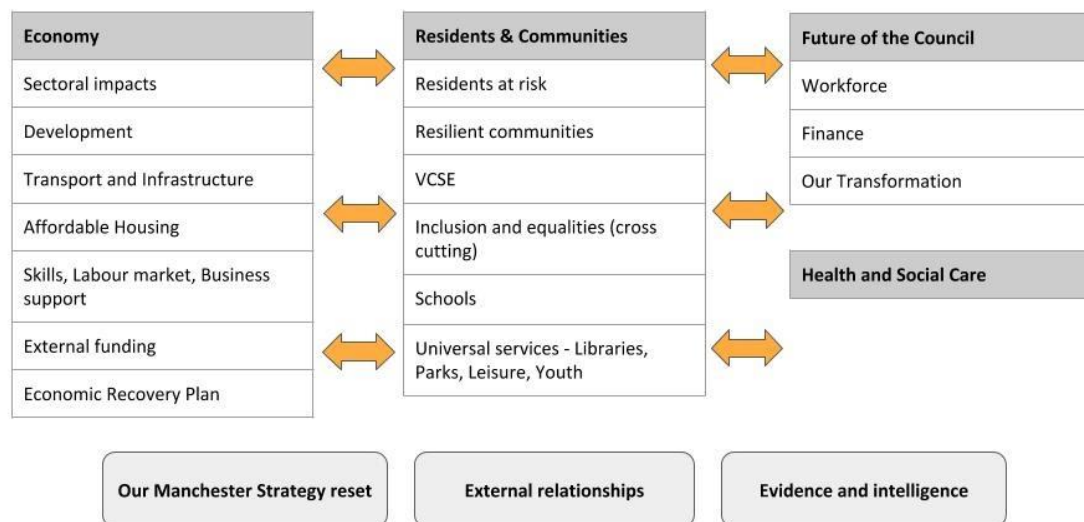 Economy
Sectoral impacts
Development
Transport and Infrastructure
Affordable Housing
Skills, Labour market, Business
support
External funding
Economic Recovery Plan
Residents & Communities
Residents at risk
Resilient communities
VCSE
Inclusion and equalities (cross
cutting)
Schools
Universal services - Libraries,
Parks, Leisure, Youth
Future of the Council
Workforce
Finance
Our Transformation
Health and Social Care
Our Manchester Strategy reset
External relationships
Evidence and intelligence